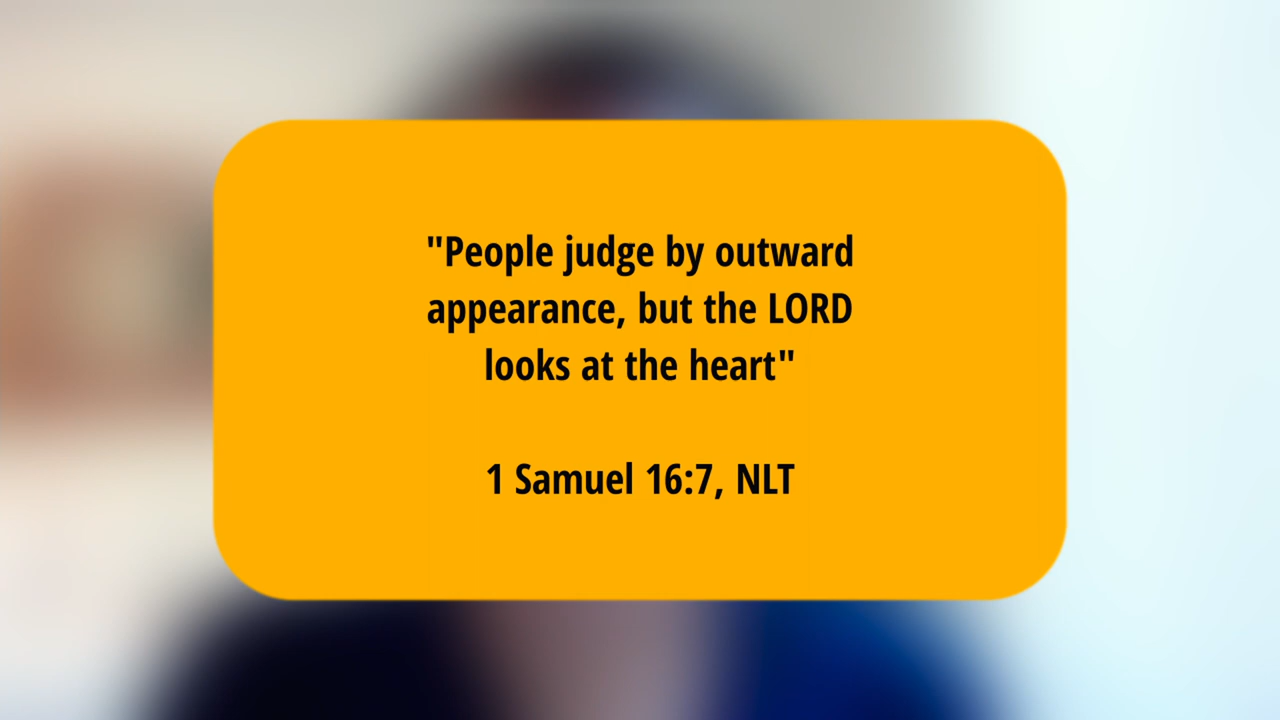 "People judge by outward
appearance, but the LORD
looks at the heart"
1 Samuel 16:7, NLT